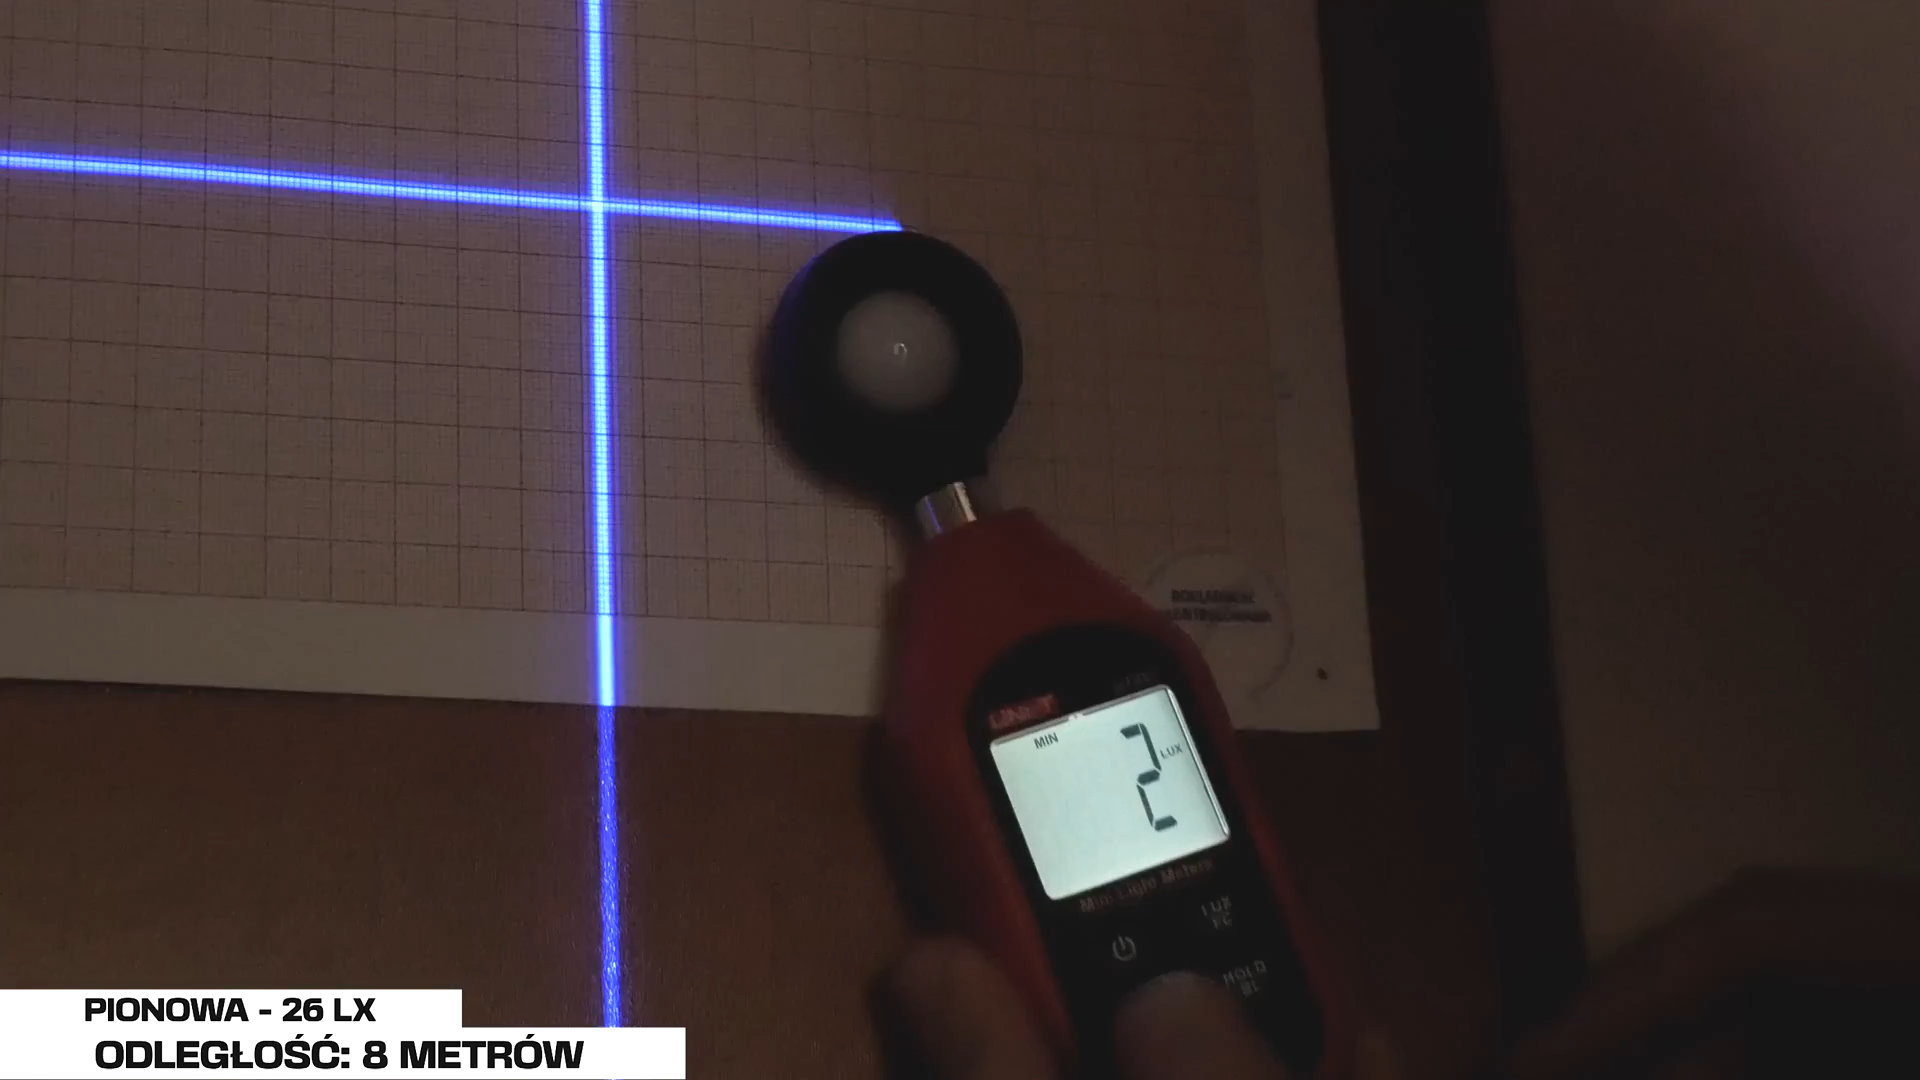 UNI-T
MIN
2
LUX
Mini Light Meters
LUX
FC
HOLD
BL
PIONOWA - 26 LX
ODLEGŁOŚĆ: 8 METRÓW